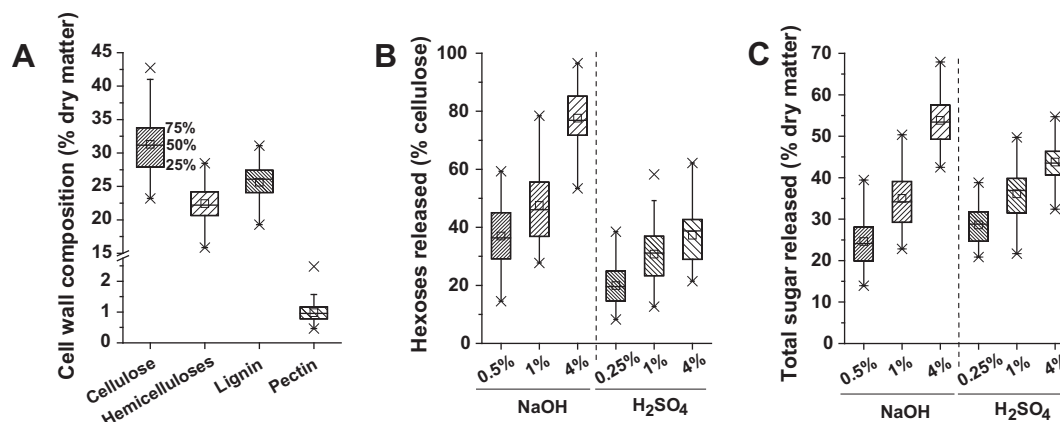 A
Cell wall composition (% dry matter)
45
40
35
30
25
20
15
2
1
0
75%
50%
25%
Cellulose
Hemicelluloses
Lignin
Pectin
B
Hexoses released (% cellulose)
100
80
60
40
20
0
0.5%
1%
4%
0.25%
1%
4%
NaOH
H₂SO₄
C
Total sugar released (% dry matter)
70
60
50
40
30
20
10
0
0.5%
1%
4%
0.25%
1%
4%
NaOH
H₂SO₄